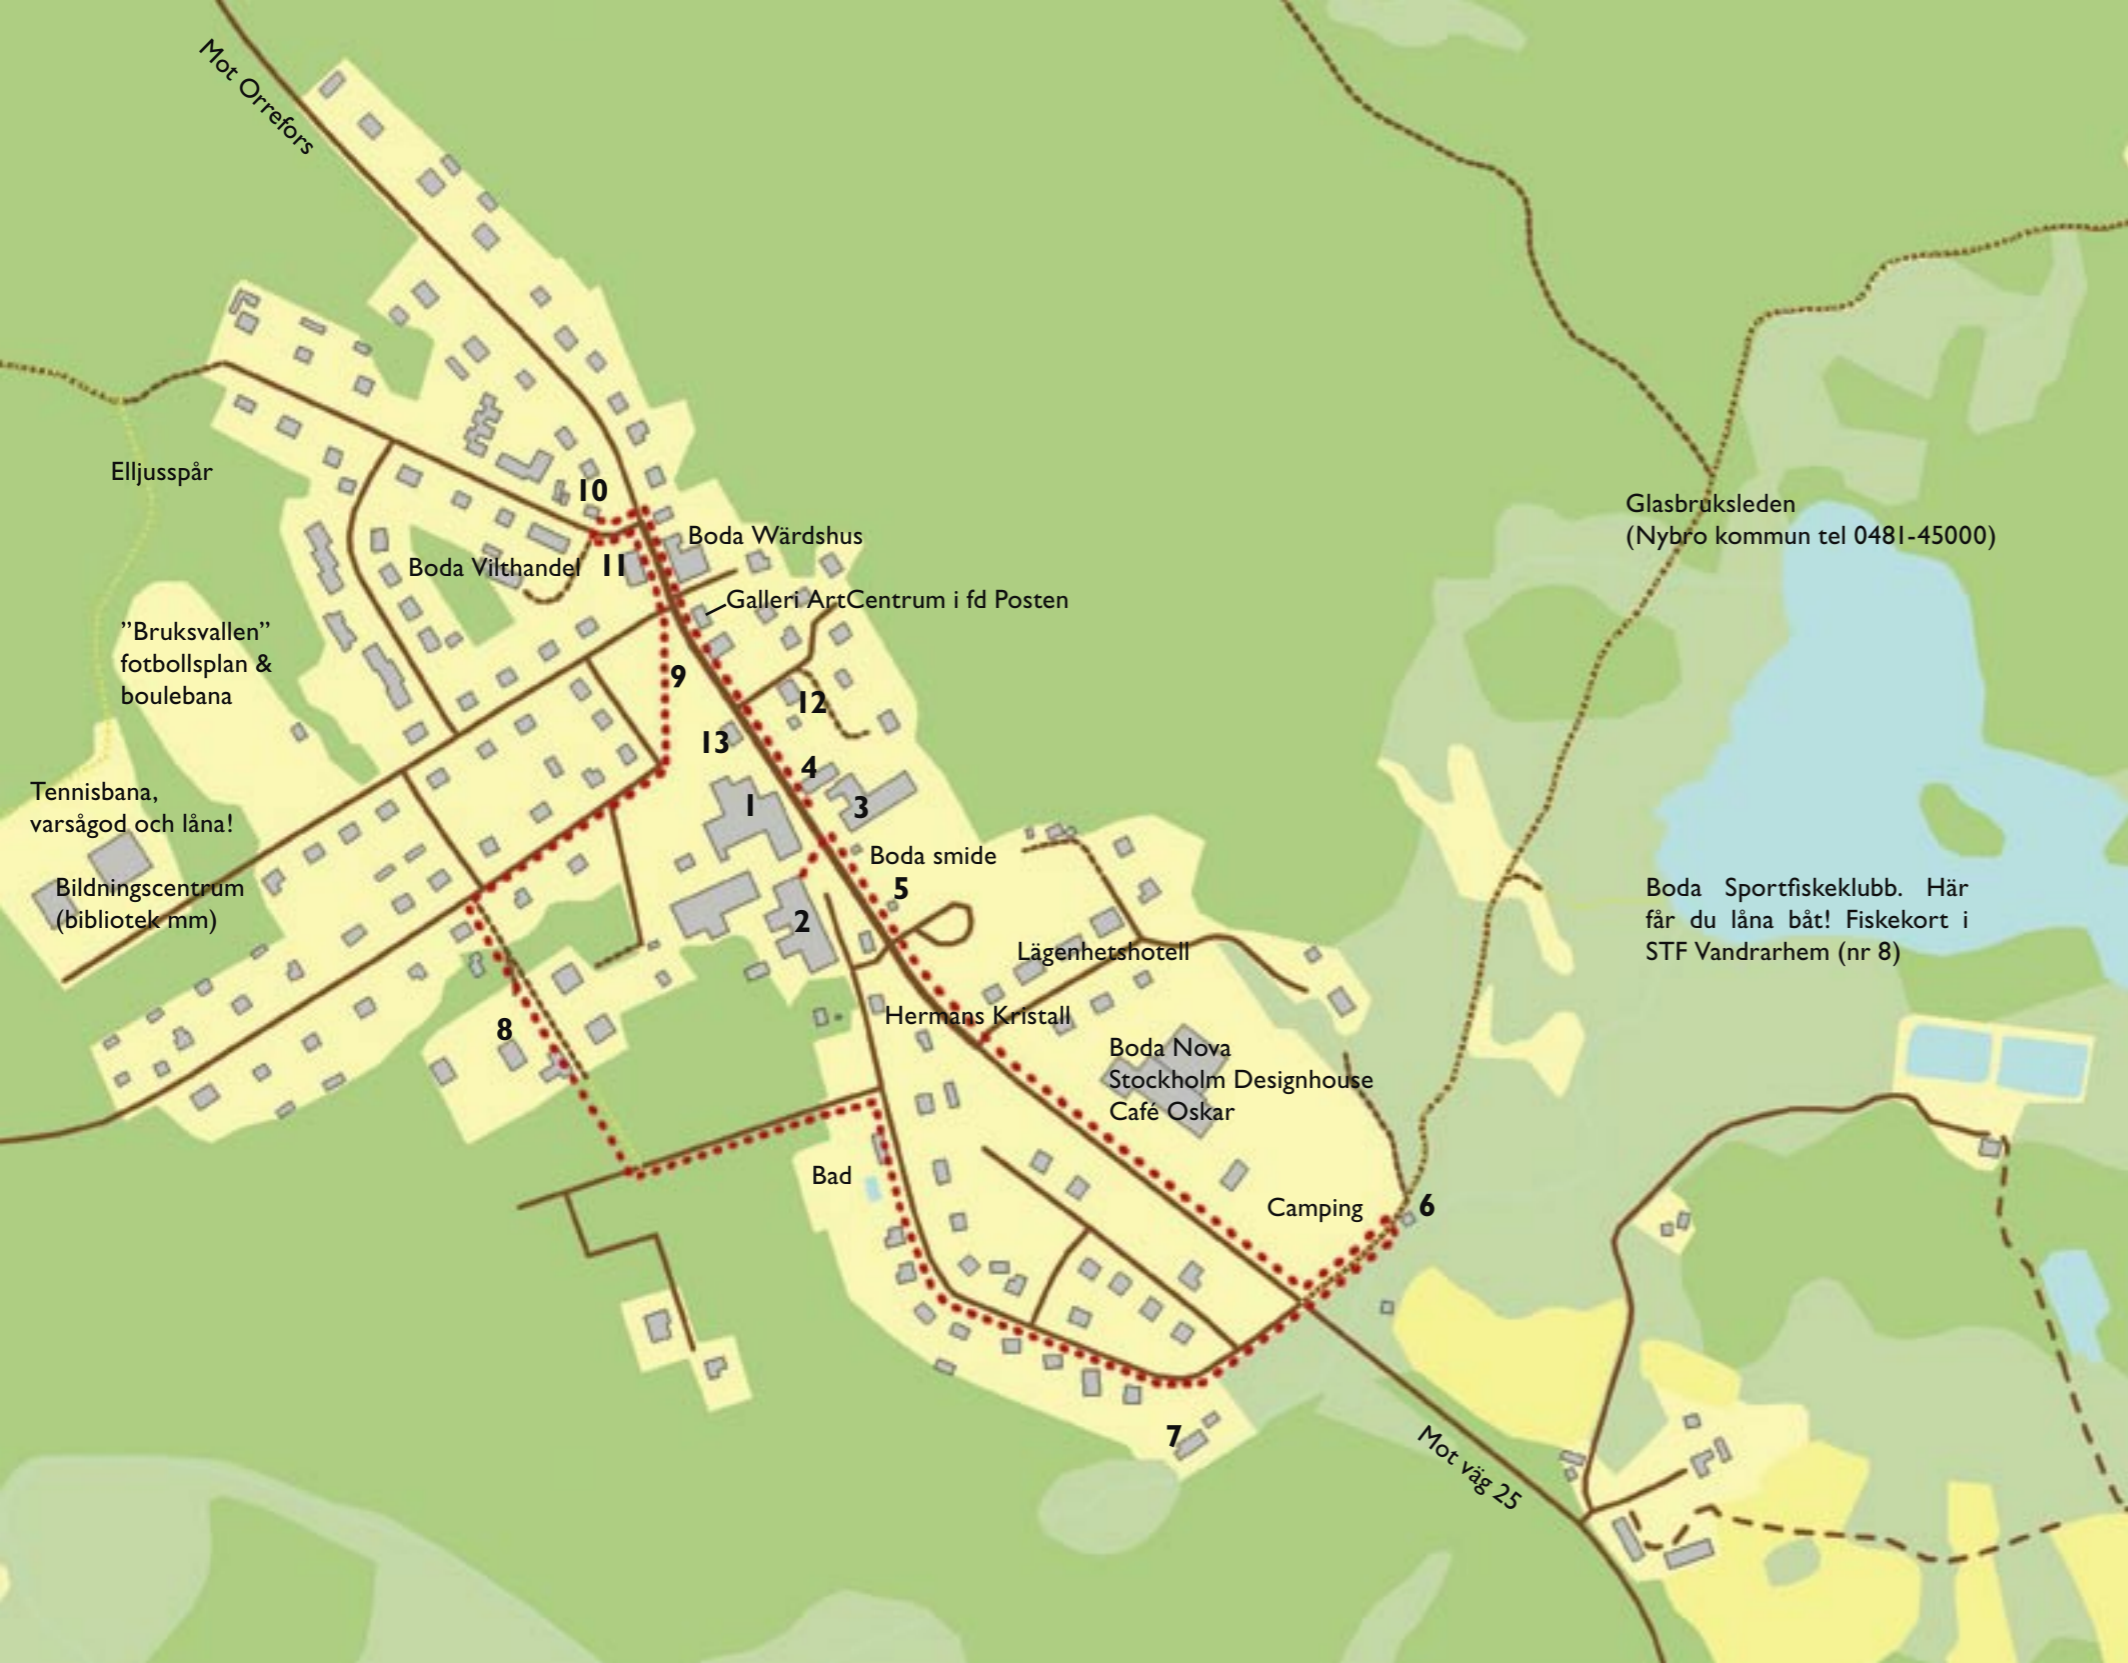 Mot Orrefors
Elljusspår
10
Boda Wärdshus
Boda Vilthandel
11
Galleri ArtCentrum i fd Posten
Glasbruksleden
(Nybro kommun tel 0481-45000)
”Bruksvallen”
fotbollsplan &
boulebana
9
12
13
4
1
3
Tennisbana,
varsågod och låna!
Boda smide
5
Bildningscentrum
(bibliotek mm)
2
Boda Sportfiskeklubb. Här
får du låna båt! Fiskekort i
STF Vandrarhem (nr 8)
Lägenhetshotell
Hermans Kristall
8
Boda Nova
Stockholm Designhouse
Café Oskar
Bad
Camping
6
7
Mot väg 25